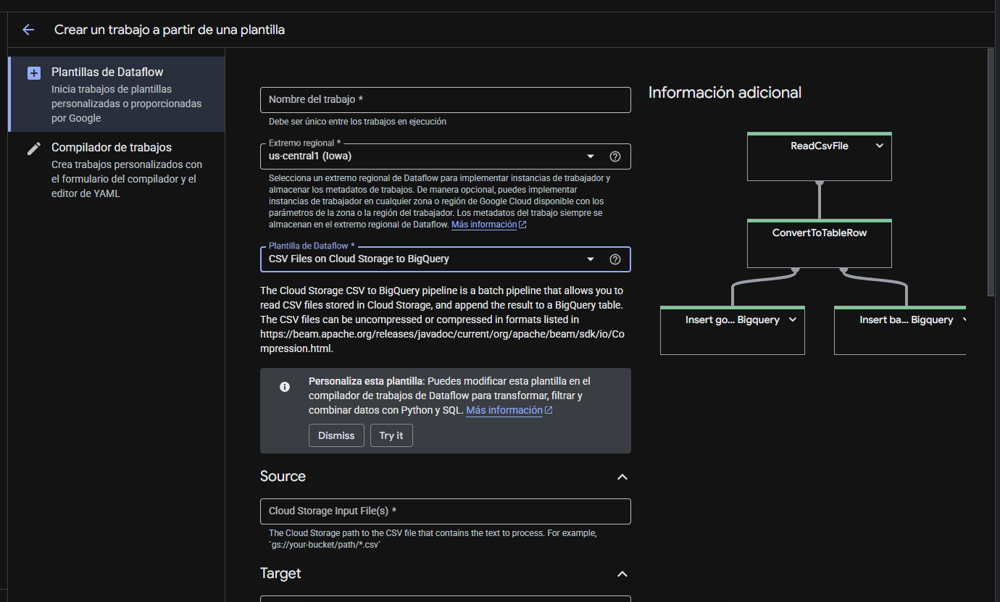 Crear un trabajo a partir de una plantilla
Plantillas de Dataflow
Inicia trabajos de plantillas
personalizadas o proporcionadas
por Google
Compilador de trabajos
Crea trabajos personalizados con
el formulario del compilador y el
editor de YAML
Nombre del trabajo *
Debe ser único entre los trabajos en ejecución
Extremo regional *
us-central1 (Iowa)
Selecciona un extremo regional de Dataflow para implementar instancias de trabajador y
almacenar los metadatos de trabajos. De manera opcional, puedes implementar
instancias de trabajador en cualquier zona o región de Google Cloud disponible con los
parámetros de la zona o la región del trabajador. Los metadatos del trabajo siempre se
almacenan en el extremo regional de Dataflow. Más información
Plantilla de Dataflow *
CSV Files on Cloud Storage to BigQuery
The Cloud Storage CSV to BigQuery pipeline is a batch pipeline that allows you to
read CSV files stored in Cloud Storage, and append the result to a BigQuery table.
The CSV files can be uncompressed or compressed in formats listed in
https://beam.apache.org/releases/javadoc/current/org/apache/beam/sdk/io/Co
mpression.html.
Personaliza esta plantilla: Puedes modificar esta plantilla en el
compilador de trabajos de Dataflow para transformar, filtrar y
combinar datos con Python y SQL. Más información
Dismiss
Try it
Source
Cloud Storage Input File(s) *
The Cloud Storage path to the CSV file that contains the text to process. For example,
`gs://your-bucket/path/*.csv`
Target
Información adicional
ReadCsvFile
ConvertToTableRow
Insert go... Bigquery
Insert ba... Bigquery